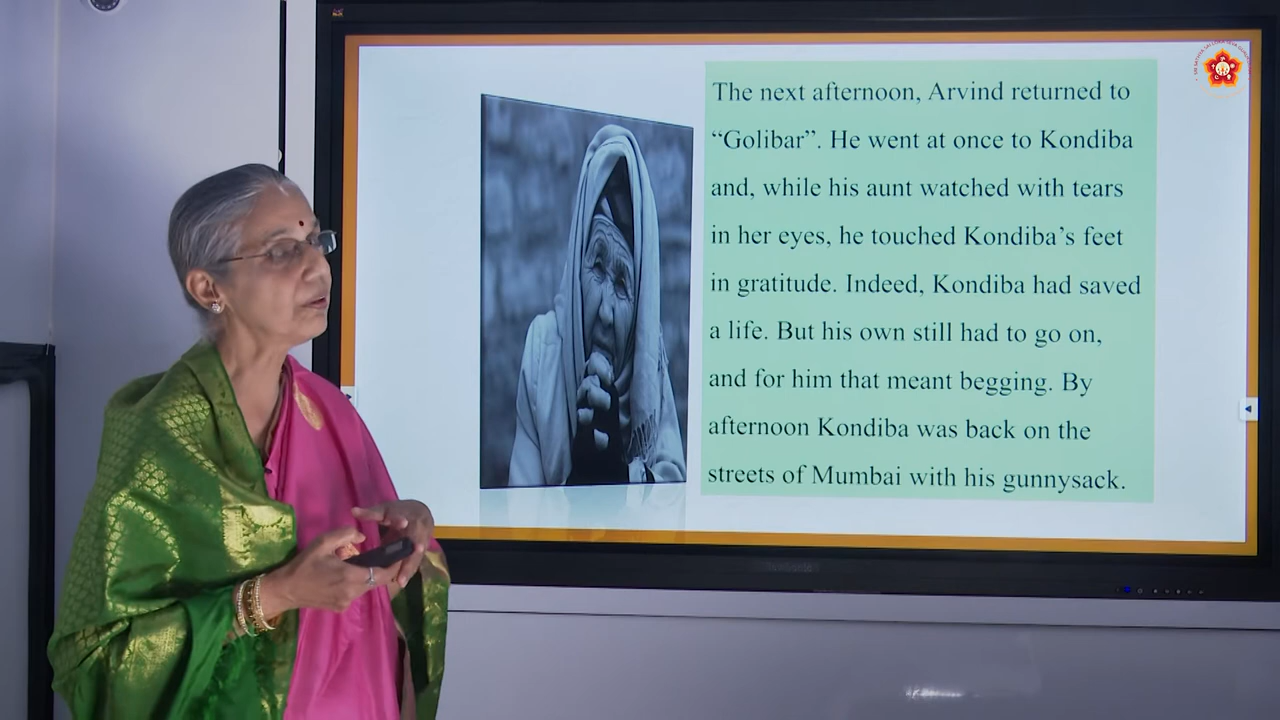 The next afternoon, Arvind returned to
“Golibar”. He went at once to Kondiba
and, while his aunt watched with tears
in her eyes, he touched Kondiba’s feet
in gratitude. Indeed, Kondiba had saved
a life. But his own still had to go on,
and for him that meant begging. By
afternoon Kondiba was back on the
streets of Mumbai with his gunnysack.